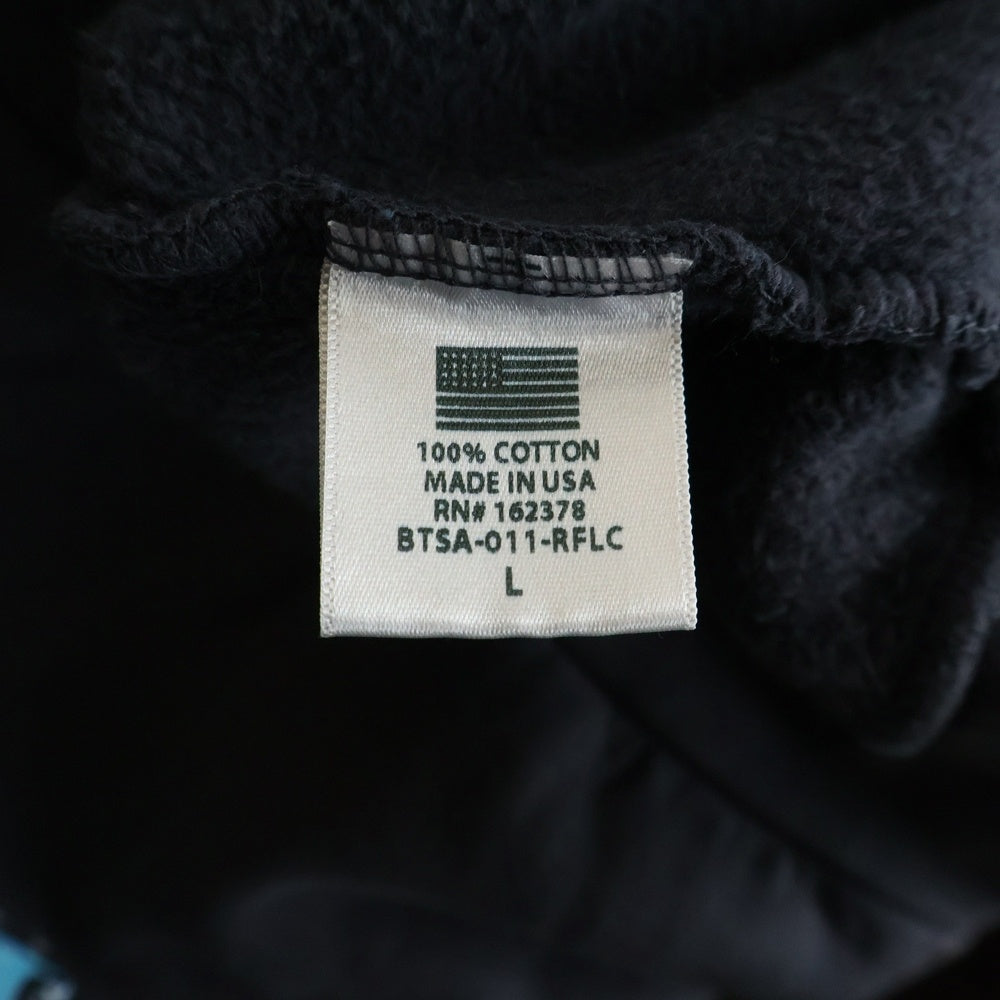 100% COTTON
MADE IN USA
RN# 162378
BTSA-011-RFLC
L